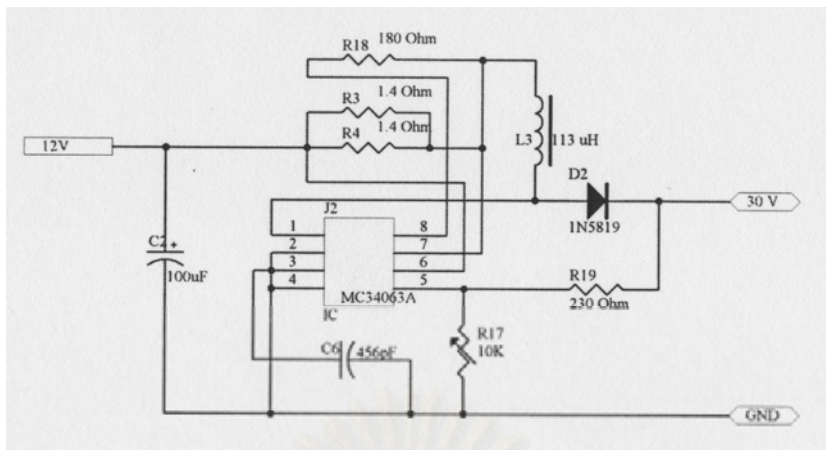 180 Ohm
R18
1.4 Ohm
R3
1.4 Ohm
R4
12V
L3
113 uH
D2
30 V
1N5819
J2
1
8
2
7
3
6
4
5
C2
+
100uF
MC34063A
IC
R19
230 Ohm
R17
10K
C6
456pF
GND